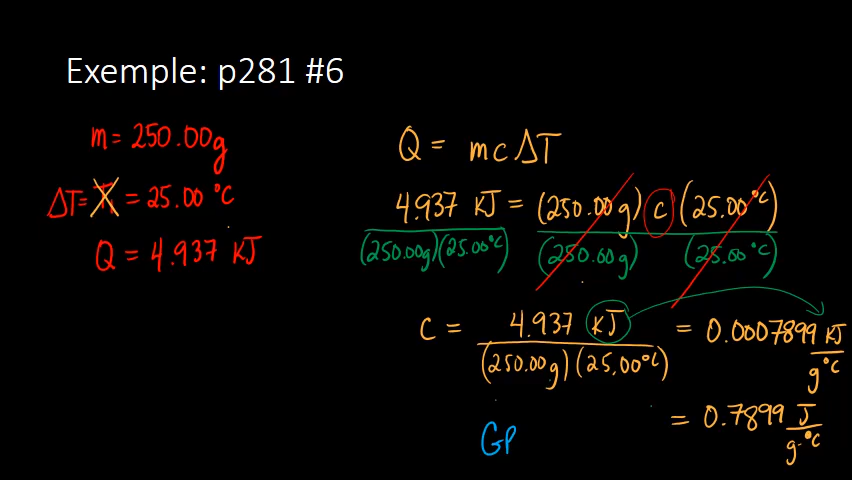 Exemple: p281 #6
m = 250.00g
ΔT = = 25.00 °C
Q = 4.937 kJ
Q = mcΔT
4.937 kJ = (250.00g) c (25.00°C)
(250.00g)(25.00°C) (250.00g) (25.00°C)
C = 4.937 kJ = 0.0007899 kJ
(250.00g)(25.00°C) g°C
= 0.7899 J
g·°C
GP